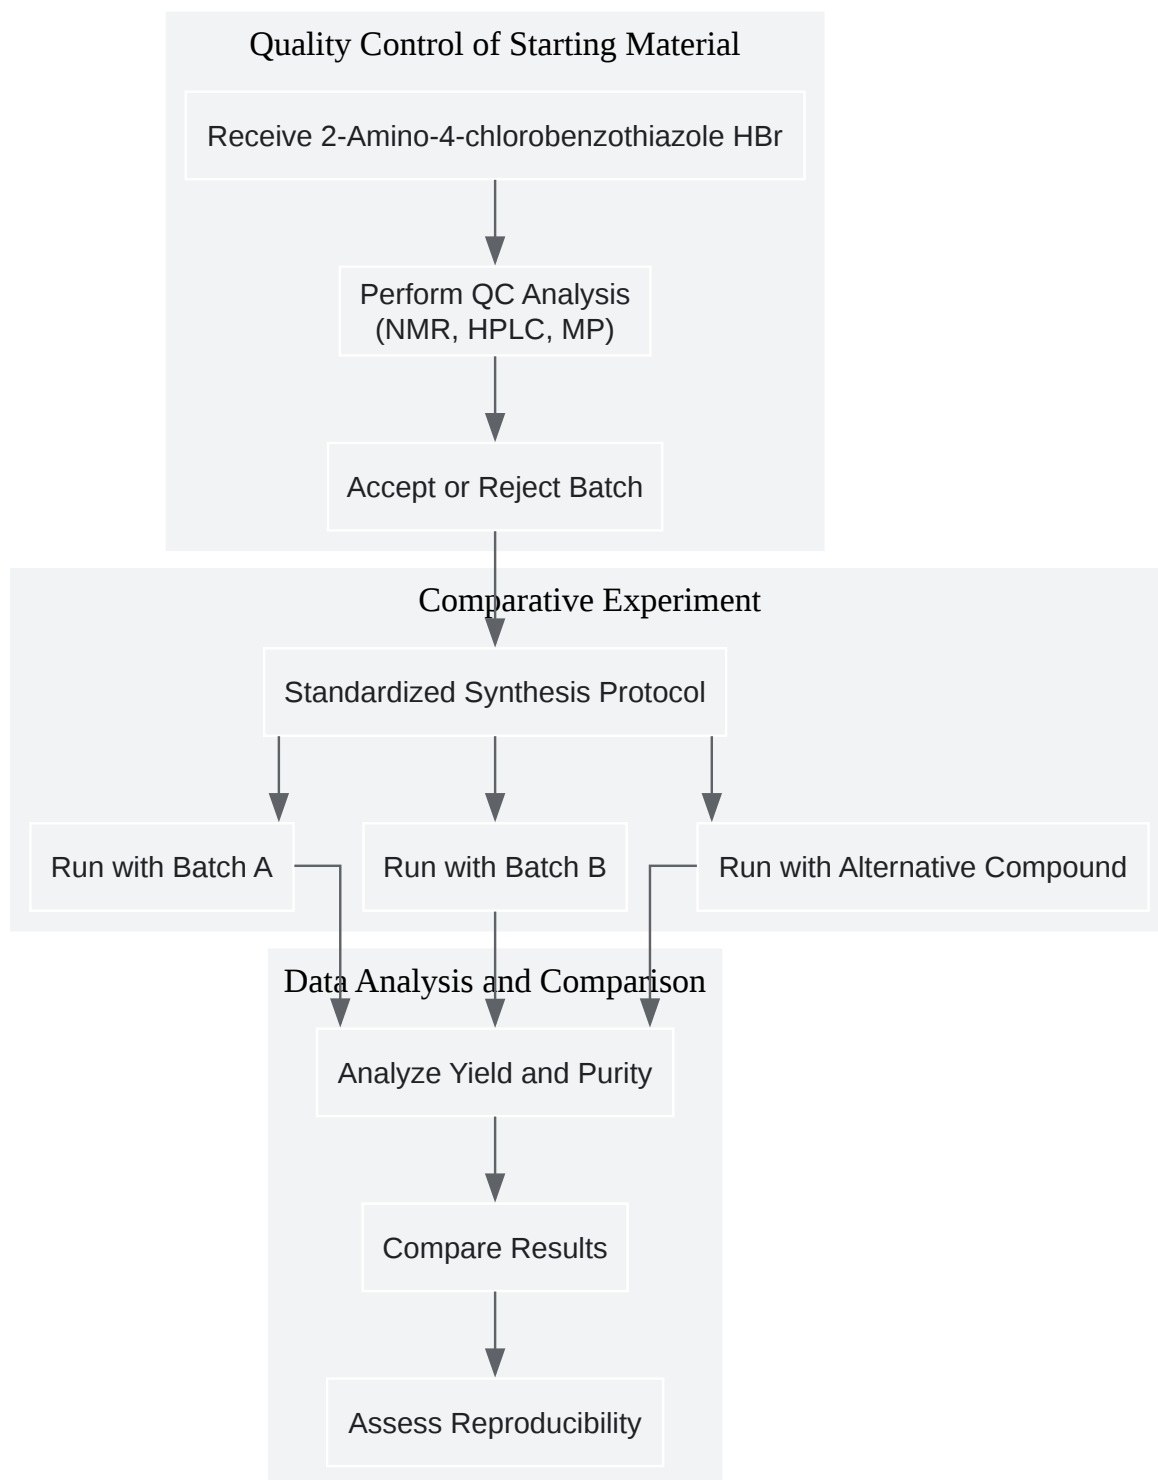 Quality Control of Starting Material
Receive 2-Amino-4-chlorobenzothiazole HBr
Perform QC Analysis
(NMR, HPLC, MP)
Accept or Reject Batch
Comparative Experiment
Standardized Synthesis Protocol
Run with Batch A
Run with Batch B
Run with Alternative Compound
Data Analysis and Comparison
Analyze Yield and Purity
Compare Results
Assess Reproducibility